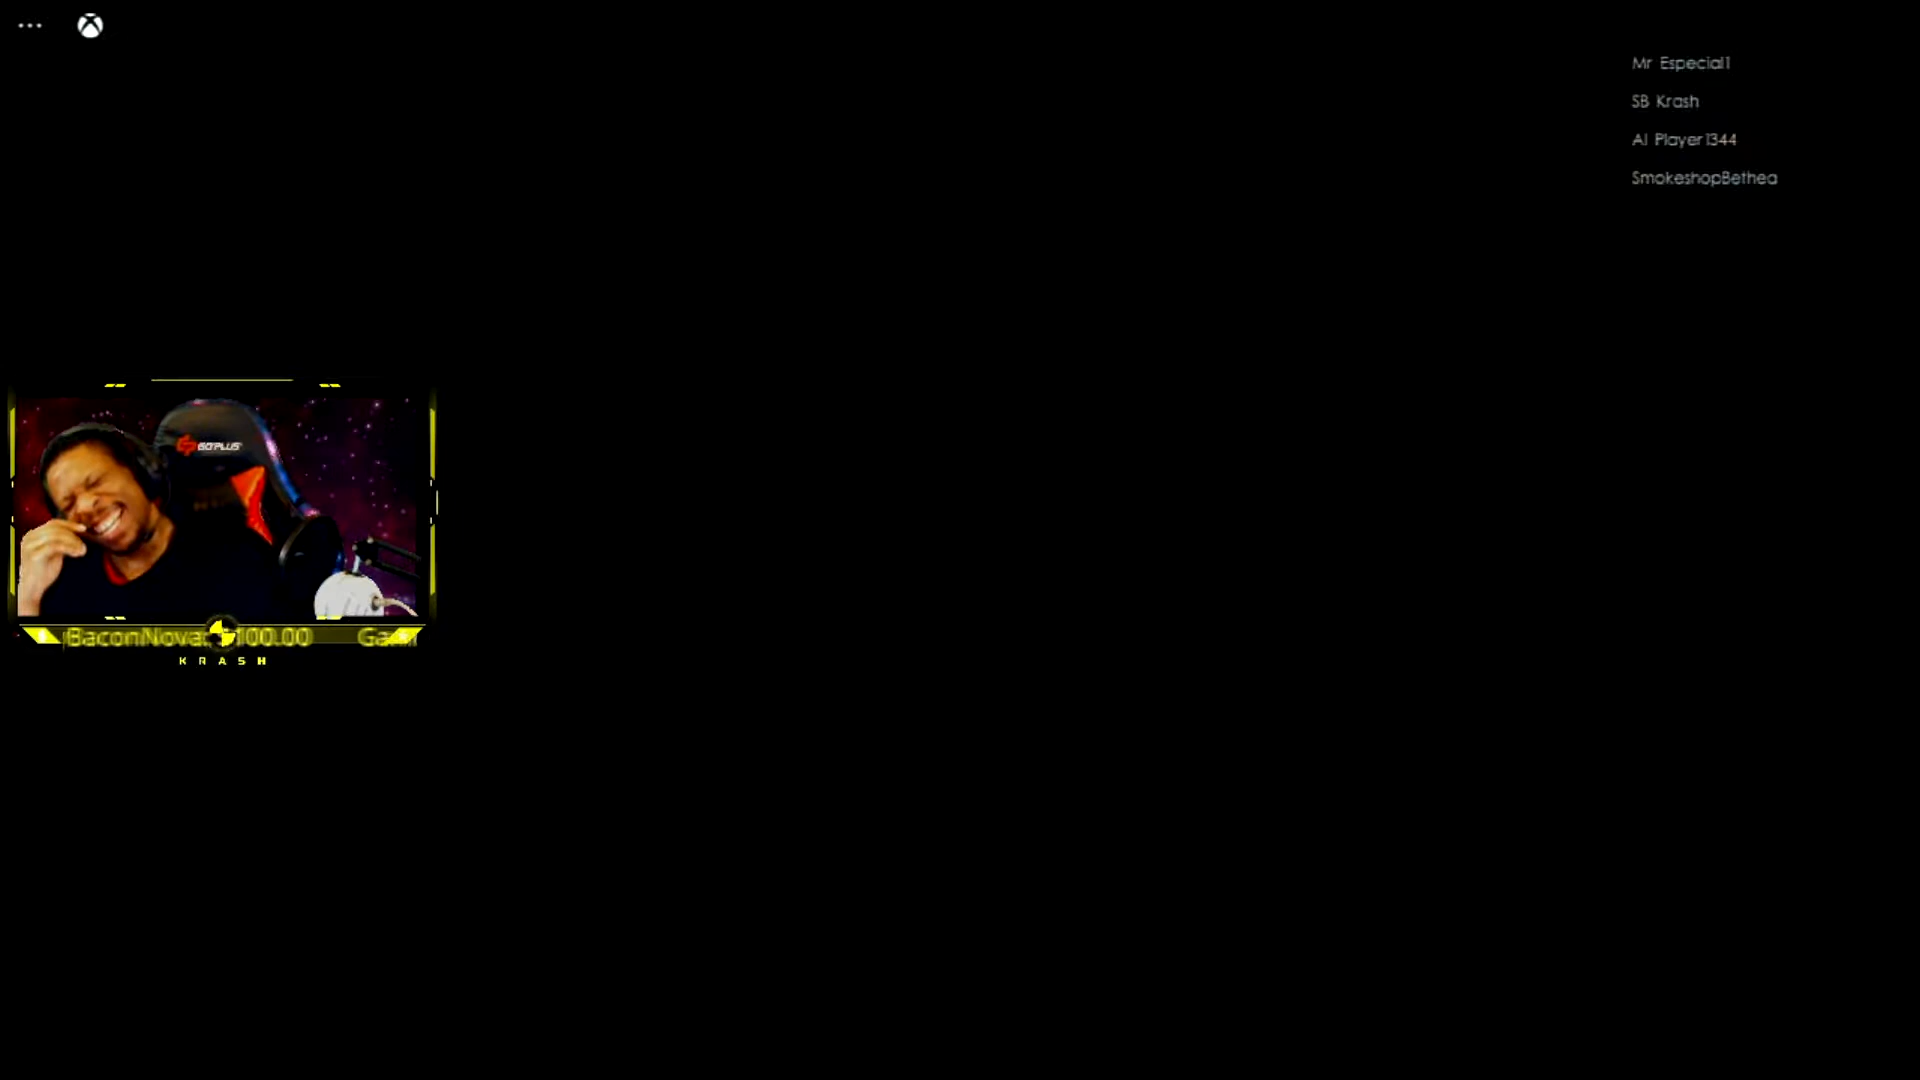 Mr Especial1
SB Krash
AI Player1344
SmokeshopBethea
GOPLUS
BaconNova: $100.00
KRASH